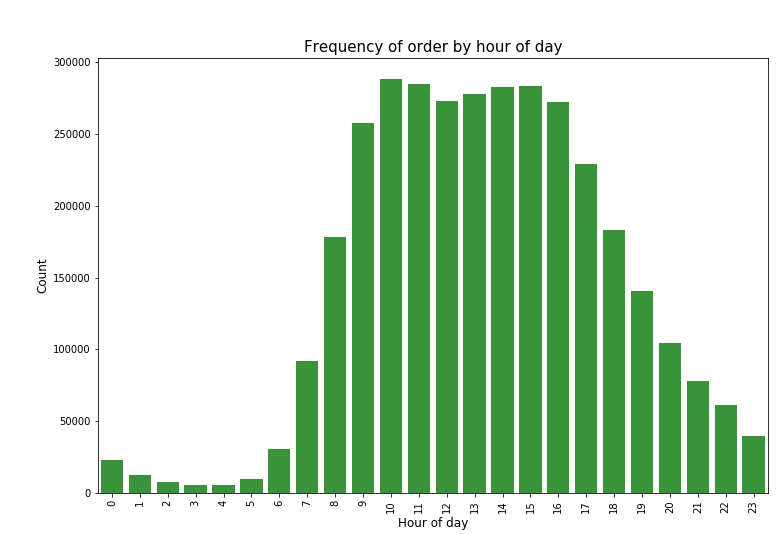 Frequency of order by hour of day
300000
250000
200000
150000
100000
50000
0
Count
0 1 2 3 4 5 6 7 8 9 10 11 12 13 14 15 16 17 18 19 20 21 22 23
Hour of day